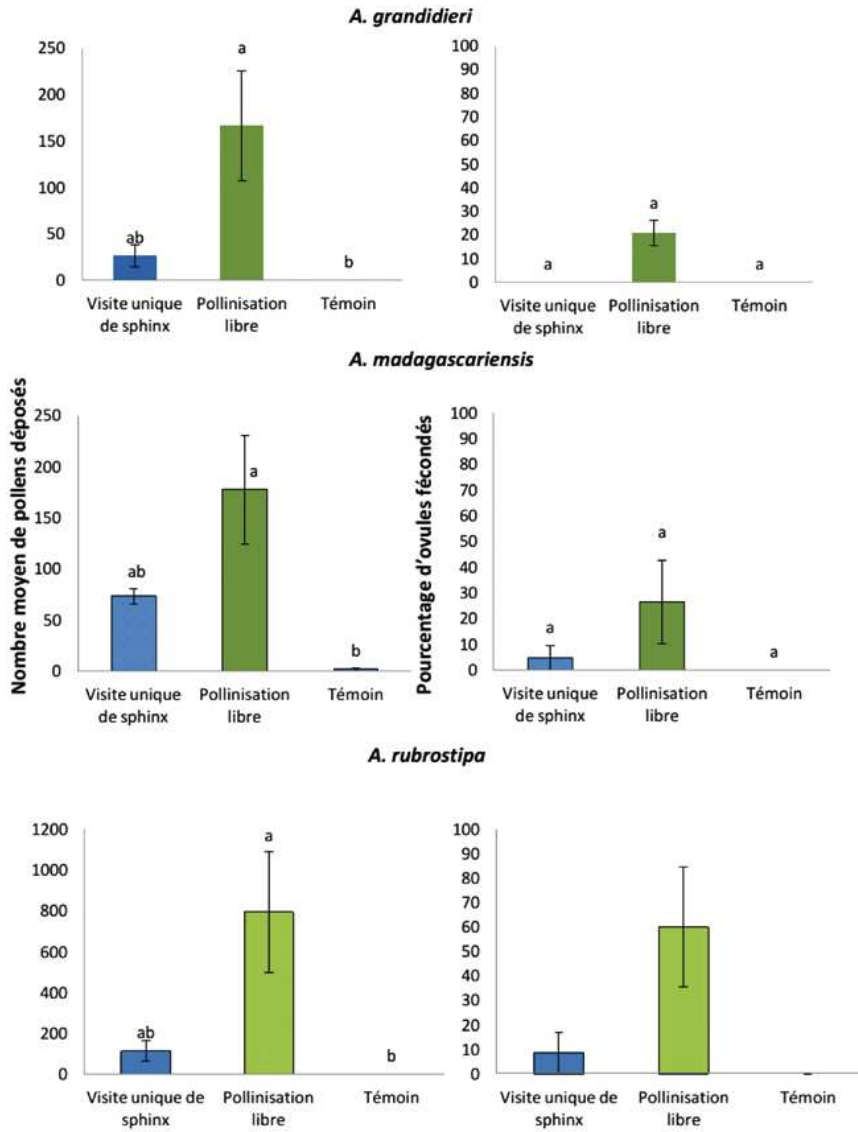 A. grandidieri
250
200
150
100
50
0
ab
a
b
Visite unique
de sphinx
Pollinisation
libre
Témoin
100
90
80
70
60
50
40
30
20
10
0
a
a
a
Visite unique
de sphinx
Pollinisation
libre
Témoin
A. madagascariensis
Nombre moyen de pollens déposés
250
200
150
100
50
0
ab
a
b
Visite unique
de sphinx
Pollinisation
libre
Témoin
Pourcentage d'ovules fécondés
100
90
80
70
60
50
40
30
20
10
0
a
a
a
Visite unique
de sphinx
Pollinisation
libre
Témoin
A. rubrostipa
1200
1000
800
600
400
200
0
ab
a
b
Visite unique de
sphinx
Pollinisation
libre
Témoin
100
90
80
70
60
50
40
30
20
10
0
Visite unique de
sphinx
Pollinisation
libre
Témoin